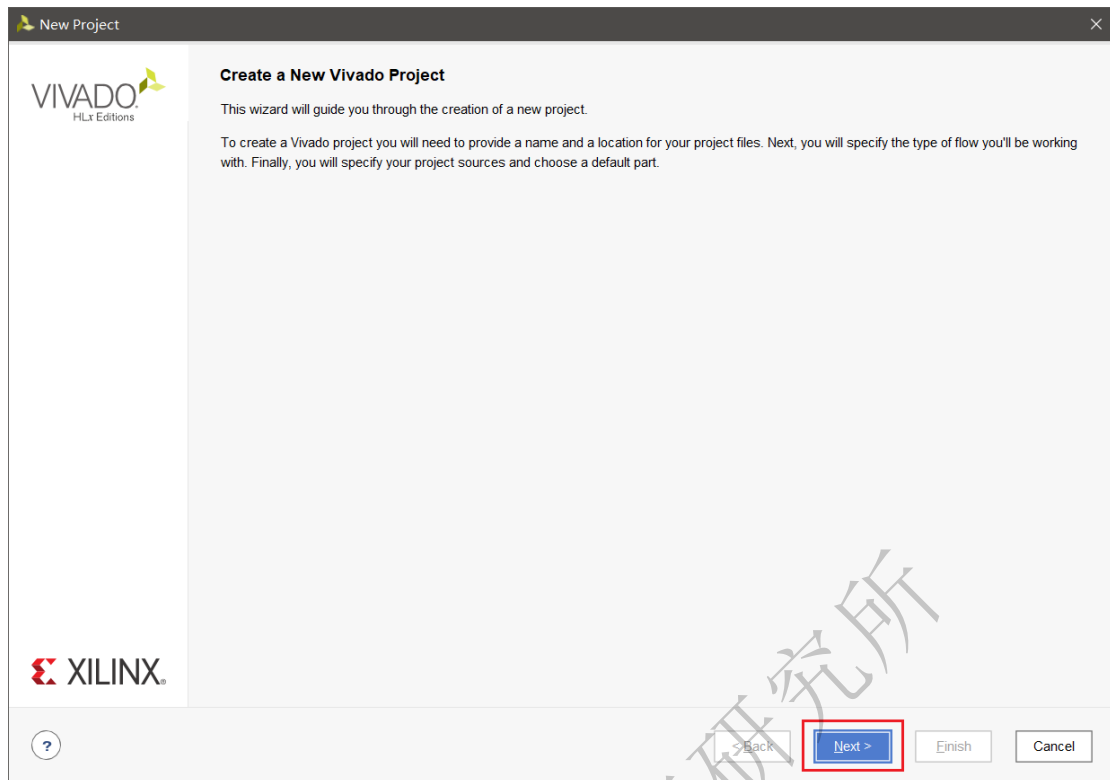 New Project
VIVADO.
HLx Editions
Create a New Vivado Project
This wizard will guide you through the creation of a new project.
To create a Vivado project you will need to provide a name and a location for your project files. Next, you will specify the type of flow you'll be working
with. Finally, you will specify your project sources and choose a default part.
XILINX.
?
< Back
Next >
Finish
Cancel
研究所